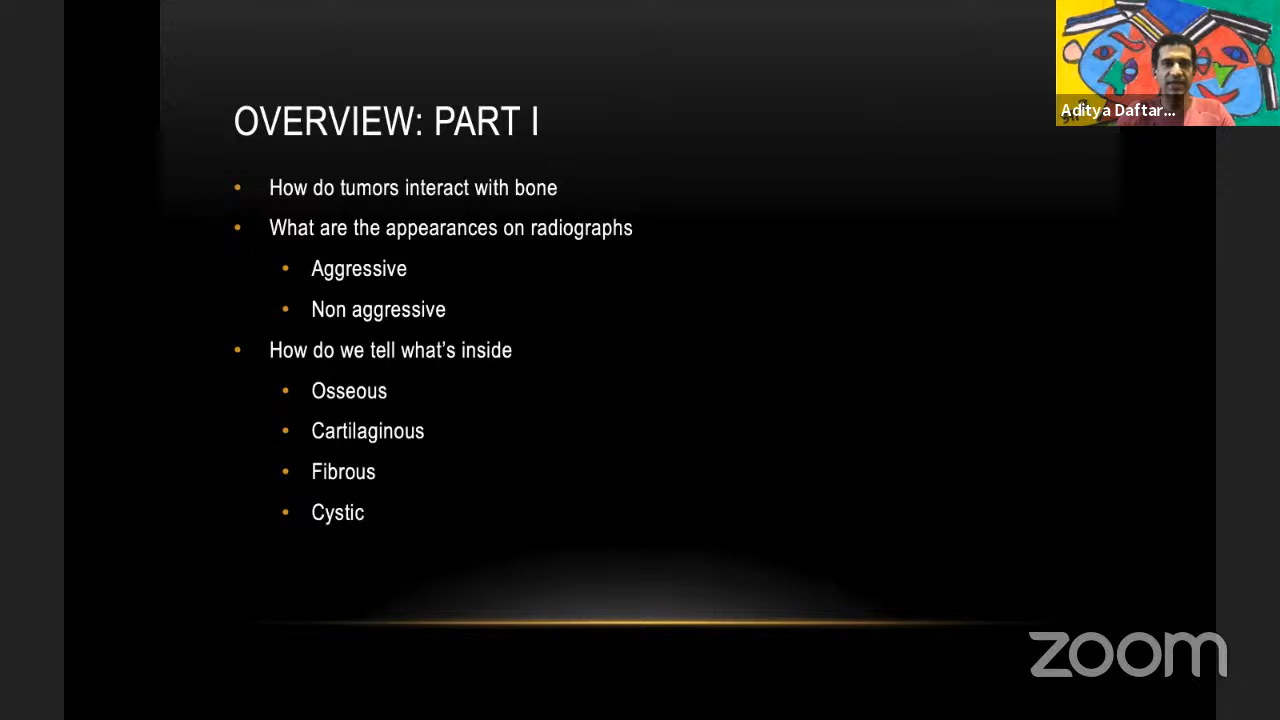 Aditya Daftar...
OVERVIEW: PART I
• How do tumors interact with bone
• What are the appearances on radiographs
• Aggressive
• Non aggressive
• How do we tell what's inside
• Osseous
• Cartilaginous
• Fibrous
• Cystic
zoom